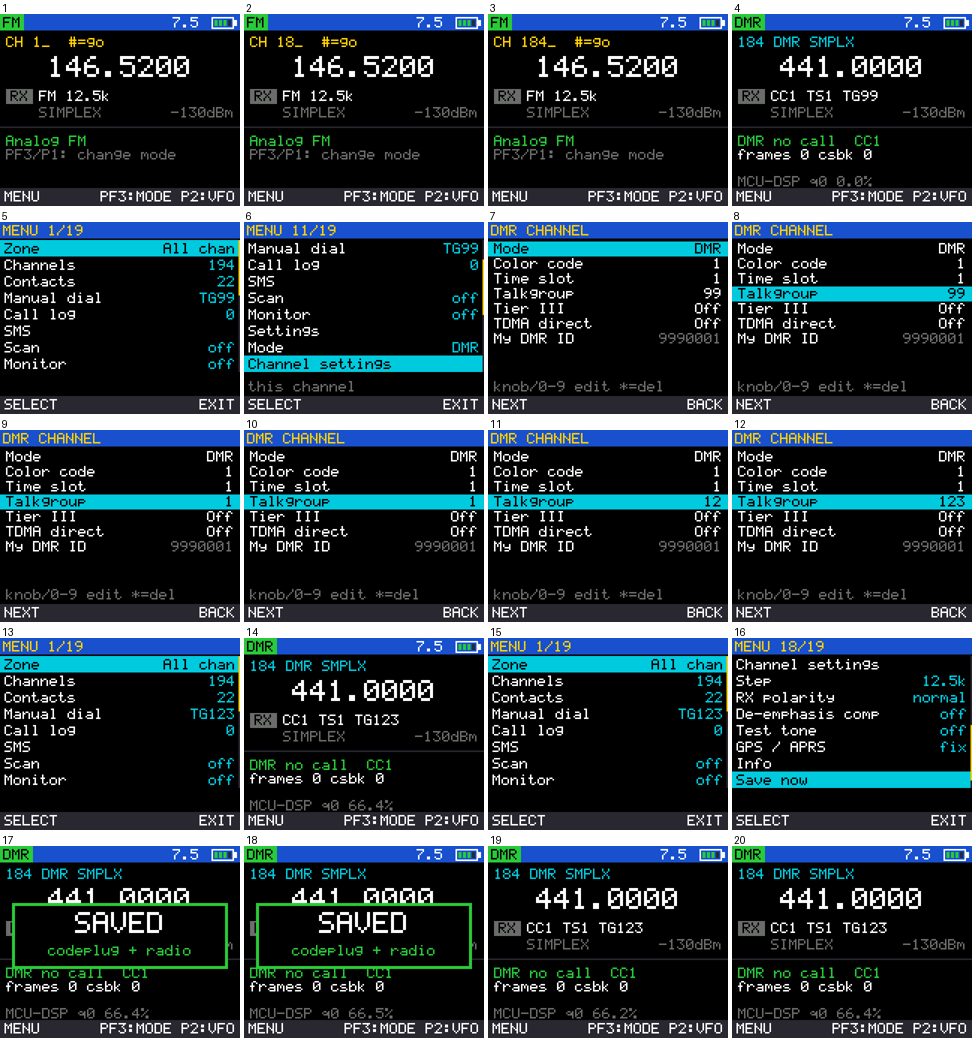 1
FM 7.5
CH 1_ #=go
146.5200
RX FM 12.5k
SIMPLEX -130dBm
Analog FM
PF3/P1: change mode
MENU PF3:MODE P2:VFO
2
FM 7.5
CH 18_ #=go
146.5200
RX FM 12.5k
SIMPLEX -130dBm
Analog FM
PF3/P1: change mode
MENU PF3:MODE P2:VFO
3
FM 7.5
CH 184_ #=go
146.5200
RX FM 12.5k
SIMPLEX -130dBm
Analog FM
PF3/P1: change mode
MENU PF3:MODE P2:VFO
4
DMR 7.5
184 DMR SMPLX
441.0000
RX CC1 TS1 TG99
SIMPLEX -130dBm
DMR no call CC1
frames 0 csbk 0
MCU-DSP q0 0.0%
MENU PF3:MODE P2:VFO
5
MENU 1/19
Zone All chan
Channels 194
Contacts 22
Manual dial TG99
Call log 0
SMS
Scan off
Monitor off
SELECT EXIT
6
MENU 11/19
Manual dial TG99
Call log 0
SMS
Scan off
Monitor off
Settings
Mode DMR
Channel settings
this channel
SELECT EXIT
7
DMR CHANNEL
Mode DMR
Color code 1
Time slot 1
Talkgroup 99
Tier III Off
TDMA direct Off
My DMR ID 9990001
knob/0-9 edit *=del
NEXT BACK
8
DMR CHANNEL
Mode DMR
Color code 1
Time slot 1
Talkgroup 99
Tier III Off
TDMA direct Off
My DMR ID 9990001
knob/0-9 edit *=del
NEXT BACK
9
DMR CHANNEL
Mode DMR
Color code 1
Time slot 1
Talkgroup 1
Tier III Off
TDMA direct Off
My DMR ID 9990001
knob/0-9 edit *=del
NEXT BACK
10
DMR CHANNEL
Mode DMR
Color code 1
Time slot 1
Talkgroup 1
Tier III Off
TDMA direct Off
My DMR ID 9990001
knob/0-9 edit *=del
NEXT BACK
11
DMR CHANNEL
Mode DMR
Color code 1
Time slot 1
Talkgroup 12
Tier III Off
TDMA direct Off
My DMR ID 9990001
knob/0-9 edit *=del
NEXT BACK
12
DMR CHANNEL
Mode DMR
Color code 1
Time slot 1
Talkgroup 123
Tier III Off
TDMA direct Off
My DMR ID 9990001
knob/0-9 edit *=del
NEXT BACK
13
MENU 1/19
Zone All chan
Channels 194
Contacts 22
Manual dial TG123
Call log 0
SMS
Scan off
Monitor off
SELECT EXIT
14
DMR 7.5
184 DMR SMPLX
441.0000
RX CC1 TS1 TG123
SIMPLEX -130dBm
DMR no call CC1
frames 0 csbk 0
MCU-DSP q0 66.4%
MENU PF3:MODE P2:VFO
15
MENU 1/19
Zone All chan
Channels 194
Contacts 22
Manual dial TG123
Call log 0
SMS
Scan off
Monitor off
SELECT EXIT
16
MENU 18/19
Channel settings
Step 12.5k
RX polarity normal
De-emphasis comp off
Test tone off
GPS / APRS fix
Info
Save now
SELECT EXIT
17
DMR 7.5
184 DMR SMPLX
441.0000
SAVED
codeplug + radio
DMR no call CC1
frames 0 csbk 0
MCU-DSP q0 66.4%
MENU PF3:MODE P2:VFO
18
DMR 7.5
184 DMR SMPLX
441.0000
SAVED
codeplug + radio
DMR no call CC1
frames 0 csbk 0
MCU-DSP q0 66.5%
MENU PF3:MODE P2:VFO
19
DMR 7.5
184 DMR SMPLX
441.0000
RX CC1 TS1 TG123
SIMPLEX -130dBm
DMR no call CC1
frames 0 csbk 0
MCU-DSP q0 66.2%
MENU PF3:MODE P2:VFO
20
DMR 7.5
184 DMR SMPLX
441.0000
RX CC1 TS1 TG123
SIMPLEX -130dBm
DMR no call CC1
frames 0 csbk 0
MCU-DSP q0 66.4%
MENU PF3:MODE P2:VFO